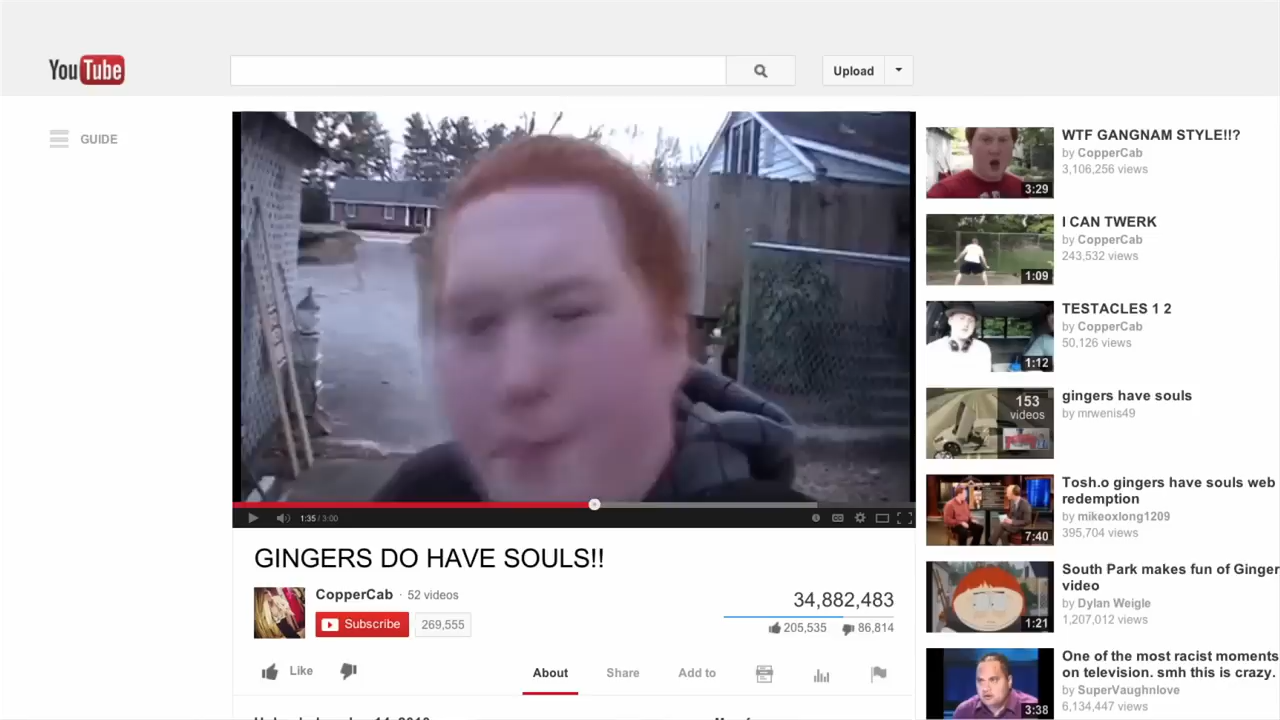 YouTube
Upload
GUIDE
1:35 / 3:00
GINGERS DO HAVE SOULS!!
CopperCab · 52 videos
Subscribe
269,555
34,882,483
205,535
86,814
Like
About
Share
Add to
WTF GANGNAM STYLE!!?
by CopperCab
3,106,256 views
3:29
I CAN TWERK
by CopperCab
243,532 views
1:09
TESTACLES 1 2
by CopperCab
50,126 views
1:12
gingers have souls
by mrwenis49
153
videos
Tosh.o gingers have souls web
redemption
by mikeoxlong1209
395,704 views
7:40
South Park makes fun of Ginger
video
by Dylan Weigle
1,207,012 views
1:21
One of the most racist moments
on television. smh this is crazy.
by SuperVaughnlove
6,134,447 views
3:38